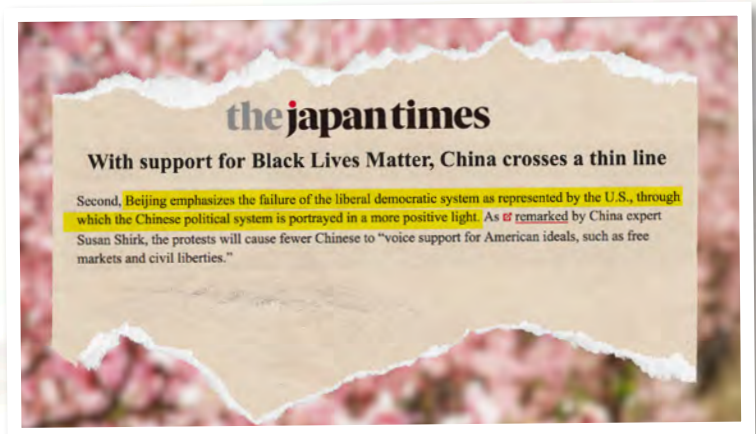 the japan times
With support for Black Lives Matter, China crosses a thin line
Second, Beijing emphasizes the failure of the liberal democratic system as represented by the U.S., through
which the Chinese political system is portrayed in a more positive light. As remarked by China expert
Susan Shirk, the protests will cause fewer Chinese to “voice support for American ideals, such as free
markets and civil liberties.”